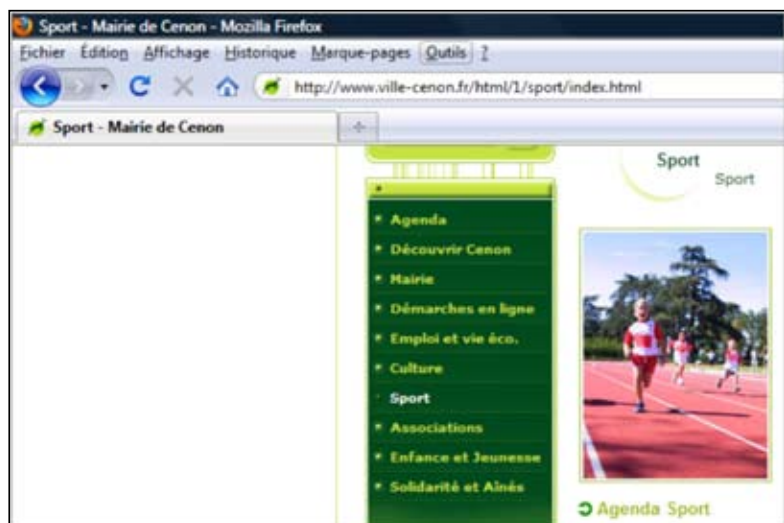 Sport - Mairie de Cenon - Mozilla Firefox
Fichier Édition Affichage Historique Marque-pages Outils ?
http://www.ville-cenon.fr/html/1/sport/index.html
Sport - Mairie de Cenon
Sport
Sport
Agenda
Découvrir Cenon
Mairie
Démarches en ligne
Emploi et vie éco.
Culture
Sport
Associations
Enfance et Jeunesse
Solidarité et Aînés
Agenda Sport